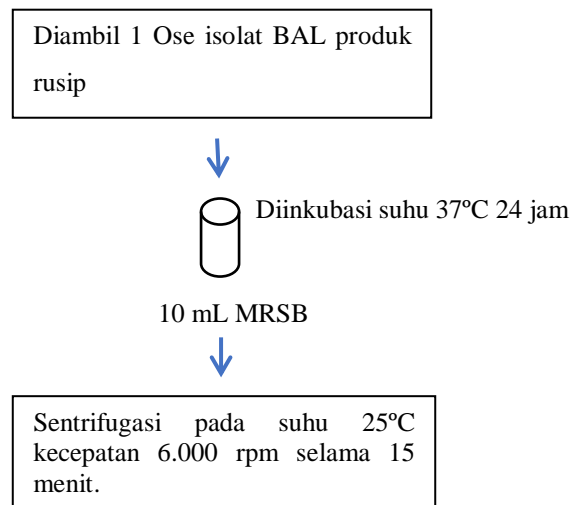 Diambil 1 Ose isolat BAL produk
rusip
Diinkubasi suhu 37ºC 24 jam
10 mL MRSB
Sentrifugasi pada suhu 25ºC
kecepatan 6.000 rpm selama 15
menit.